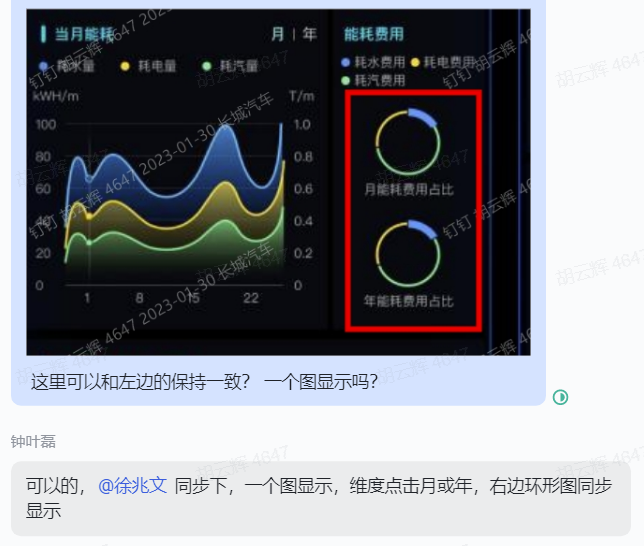 当月能耗
月 | 年
能耗费用
耗水量
耗电量
耗汽量
耗水费用
耗电费用
耗汽费用
kWH/m
T/m
100
80
60
40
20
0
1.0
0.8
0.6
0.4
0.2
0
1
8
15
22
月能耗费用占比
年能耗费用占比
钉钉 胡云辉 4647 2023-01-30 长城汽车
这里可以和左边的保持一致? 一个图显示吗?
钟叶磊
可以的，@徐兆文 同步下，一个图显示，维度点击月或年，右边环形图同步
显示
胡云辉 4647